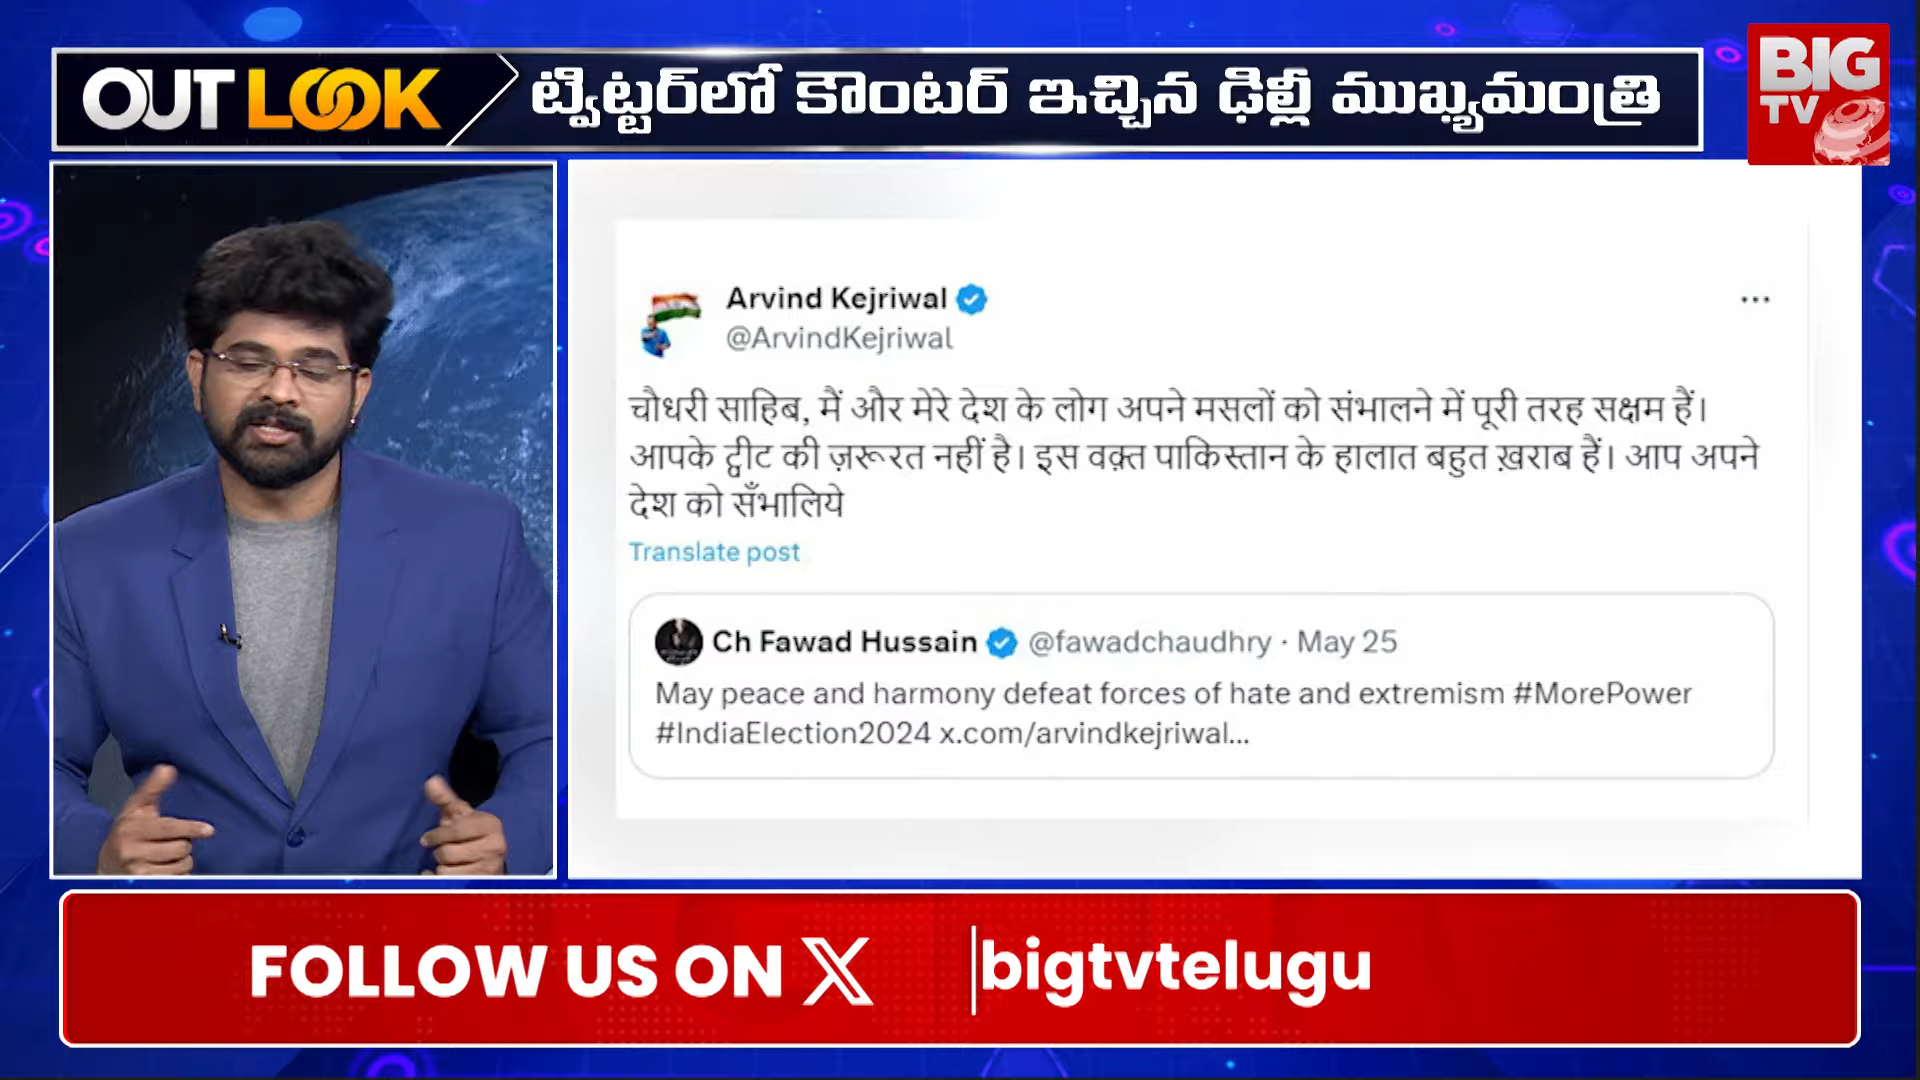 OUT LOOK
ట్విట్టర్‌లో కౌంటర్ ఇచ్చిన ఢిల్లీ ముఖ్యమంత్రి
BIG
TV
Arvind Kejriwal
@ArvindKejriwal
चौधरी साहिब, मैं और मेरे देश के लोग अपने मसलों को संभालने में पूरी तरह सक्षम हैं।
आपके ट्वीट की ज़रूरत नहीं है। इस वक़्त पाकिस्तान के हालात बहुत ख़राब हैं। आप अपने
देश को सँभालिये
Translate post
Ch Fawad Hussain @fawadchaudhry · May 25
May peace and harmony defeat forces of hate and extremism #MorePower
#IndiaElection2024 x.com/arvindkejriwal...
FOLLOW US ON X
bigtvtelugu